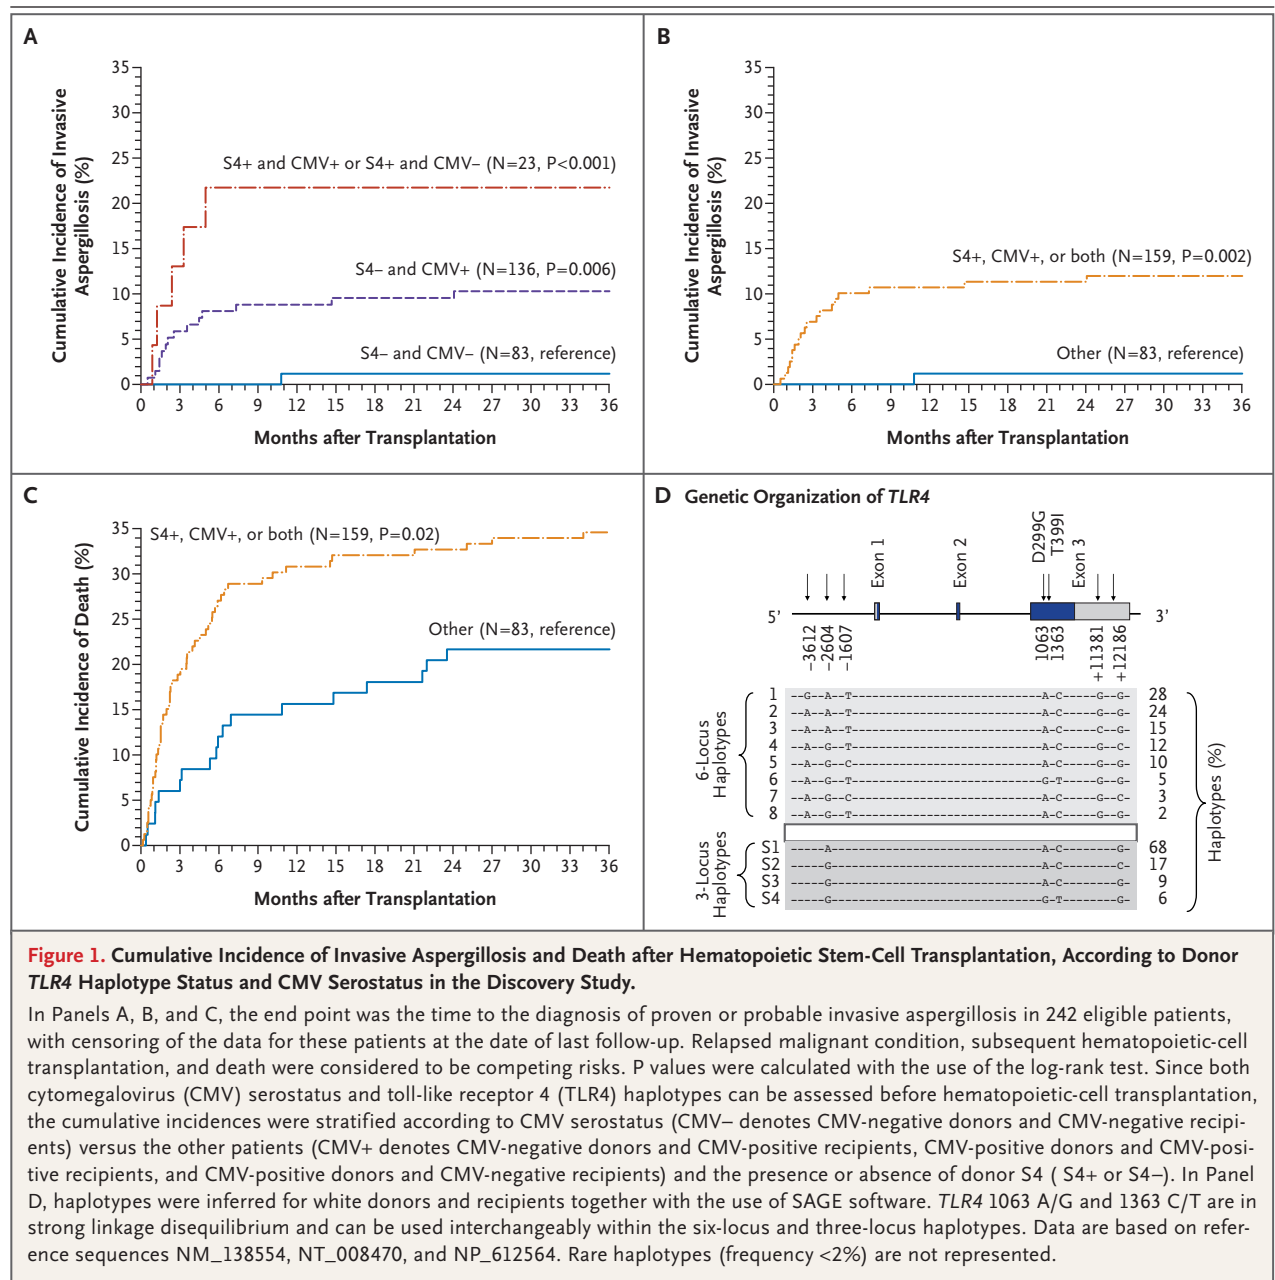 A
Cumulative Incidence of Invasive
Aspergillosis (%)
35
30
25
20
15
10
5
0
S4+ and CMV+ or S4+ and CMV– (N=23, P<0.001)
S4– and CMV+ (N=136, P=0.006)
S4– and CMV– (N=83, reference)
0 3 6 9 12 15 18 21 24 27 30 33 36
Months after Transplantation
B
Cumulative Incidence of Invasive
Aspergillosis (%)
35
30
25
20
15
10
5
0
S4+, CMV+, or both (N=159, P=0.002)
Other (N=83, reference)
0 3 6 9 12 15 18 21 24 27 30 33 36
Months after Transplantation
C
Cumulative Incidence of Death (%)
35
30
25
20
15
10
5
0
S4+, CMV+, or both (N=159, P=0.02)
Other (N=83, reference)
0 3 6 9 12 15 18 21 24 27 30 33 36
Months after Transplantation
D Genetic Organization of TLR4
Exon 1
Exon 2
D299G
T399I
Exon 3
5’
3’
–3612
–2604
–1607
1063
1363
+11381
+12186
6-Locus
Haplotypes
1 --G--A--T----A-C-----G--G- 28
2 --A--A--T----A-C-----G--G- 24
3 --A--A--T----A-C-----C--G- 15
4 --A--G--T----A-C-----G--C- 12
5 --A--G--C----A-C-----G--G- 10
6 --A--G--T----G-T-----G--G- 5
7 --A--G--C----A-C-----G--C- 3
8 --A--G--T----A-C-----G--G- 2
3-Locus
Haplotypes
S1 -----A----A-C--------G- 68
S2 -----G----A-C--------C- 17
S3 -----G----A-C--------G- 9
S4 -----G----G-T--------G- 6
Haplotypes (%)
Figure 1. Cumulative Incidence of Invasive Aspergillosis and Death after Hematopoietic Stem-Cell Transplantation, According to Donor
TLR4 Haplotype Status and CMV Serostatus in the Discovery Study.
In Panels A, B, and C, the end point was the time to the diagnosis of proven or probable invasive aspergillosis in 242 eligible patients,
with censoring of the data for these patients at the date of last follow-up. Relapsed malignant condition, subsequent hematopoietic-cell
transplantation, and death were considered to be competing risks. P values were calculated with the use of the log-rank test. Since both
cytomegalovirus (CMV) serostatus and toll-like receptor 4 (TLR4) haplotypes can be assessed before hematopoietic-cell transplantation,
the cumulative incidences were stratified according to CMV serostatus (CMV– denotes CMV-negative donors and CMV-negative recipi-
ents) versus the other patients (CMV+ denotes CMV-negative donors and CMV-positive recipients, CMV-positive donors and CMV-posi-
tive recipients, and CMV-positive donors and CMV-negative recipients) and the presence or absence of donor S4 ( S4+ or S4–). In Panel
D, haplotypes were inferred for white donors and recipients together with the use of SAGE software. TLR4 1063 A/G and 1363 C/T are in
strong linkage disequilibrium and can be used interchangeably within the six-locus and three-locus haplotypes. Data are based on refer-
ence sequences NM_138554, NT_008470, and NP_612564. Rare haplotypes (frequency <2%) are not represented.